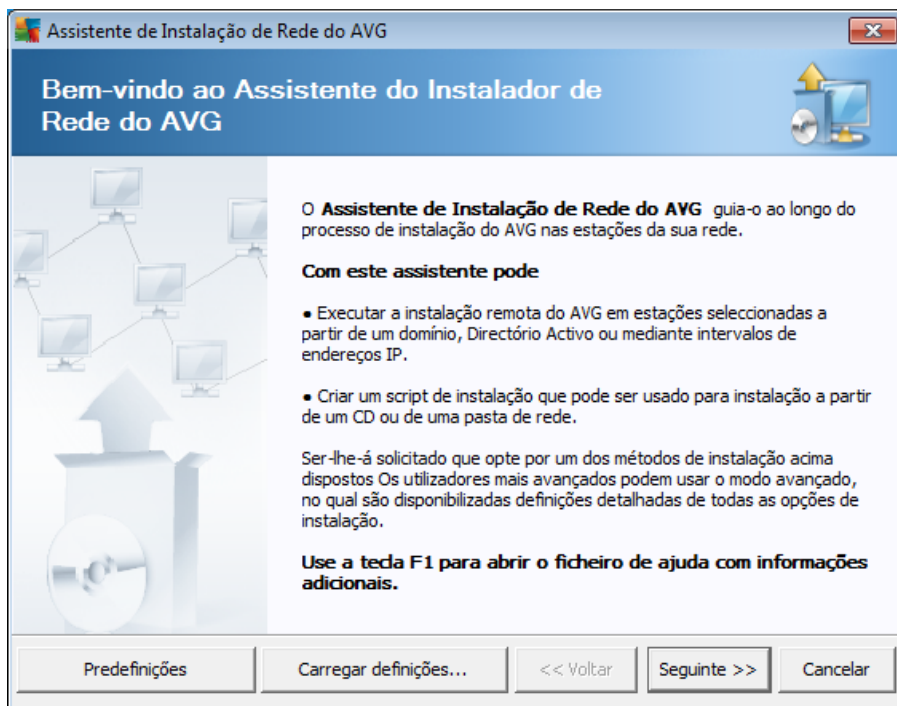 Assistente de Instalação de Rede do AVG
Bem-vindo ao Assistente do Instalador de
Rede do AVG
O Assistente de Instalação de Rede do AVG guia-o ao longo do
processo de instalação do AVG nas estações da sua rede.
Com este assistente pode
• Executar a instalação remota do AVG em estações seleccionadas a
partir de um domínio, Directório Activo ou mediante intervalos de
endereços IP.
• Criar um script de instalação que pode ser usado para instalação a partir
de um CD ou de uma pasta de rede.
Ser-lhe-á solicitado que opte por um dos métodos de instalação acima
dispostos Os utilizadores mais avançados podem usar o modo avançado,
no qual são disponibilizadas definições detalhadas de todas as opções de
instalação.
Use a tecla F1 para abrir o ficheiro de ajuda com informações
adicionais.
Predefinições Carregar definições... << Voltar Seguinte >> Cancelar